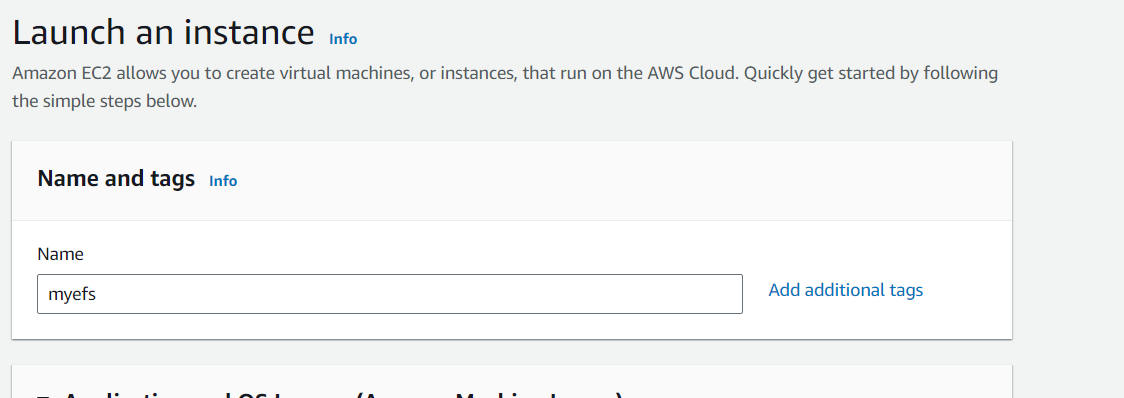 Launch an instance Info
Amazon EC2 allows you to create virtual machines, or instances, that run on the AWS Cloud. Quickly get started by following
the simple steps below.
Name and tags Info
Name
myefs
Add additional tags